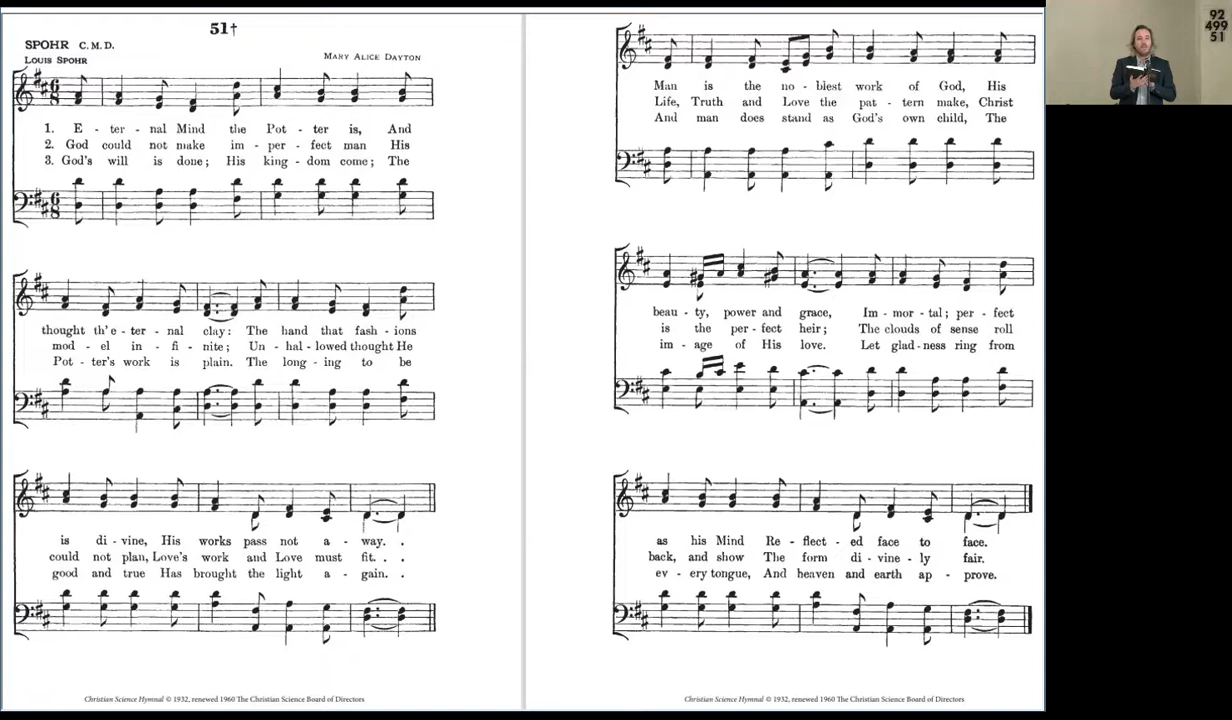 51†
SPOHR C. M. D.
LOUIS SPOHR
MARY ALICE DAYTON
1. E - ter - nal Mind the Pot - ter is, And
2. God could not make im - per - fect man His
3. God's will is done; His king - dom come; The
thought th'e - ter - nal clay: The hand that fash - ions
mod - el in - fi - nite; Un - hal - lowed thought He
Pot - ter's work is plain. The long - ing to be
is di - vine, His works pass not a - way. .
could not plan, Love's work and Love must fit. . .
good and true Has brought the light a - gain. .
Christian Science Hymnal © 1932, renewed 1960 The Christian Science Board of Directors
Man is the no - blest work of God, His
Life, Truth and Love the pat - tern make, Christ
And man does stand as God's own child, The
beau - ty, power and grace, Im - mor - tal; per - fect
is the per - fect heir; The clouds of sense roll
im - age of His love. Let glad - ness ring from
as his Mind Re - flect - ed face to face.
back, and show The form di - vine - ly fair.
ev - ery tongue, And heaven and earth ap - prove.
Christian Science Hymnal © 1932, renewed 1960 The Christian Science Board of Directors
92
499
51